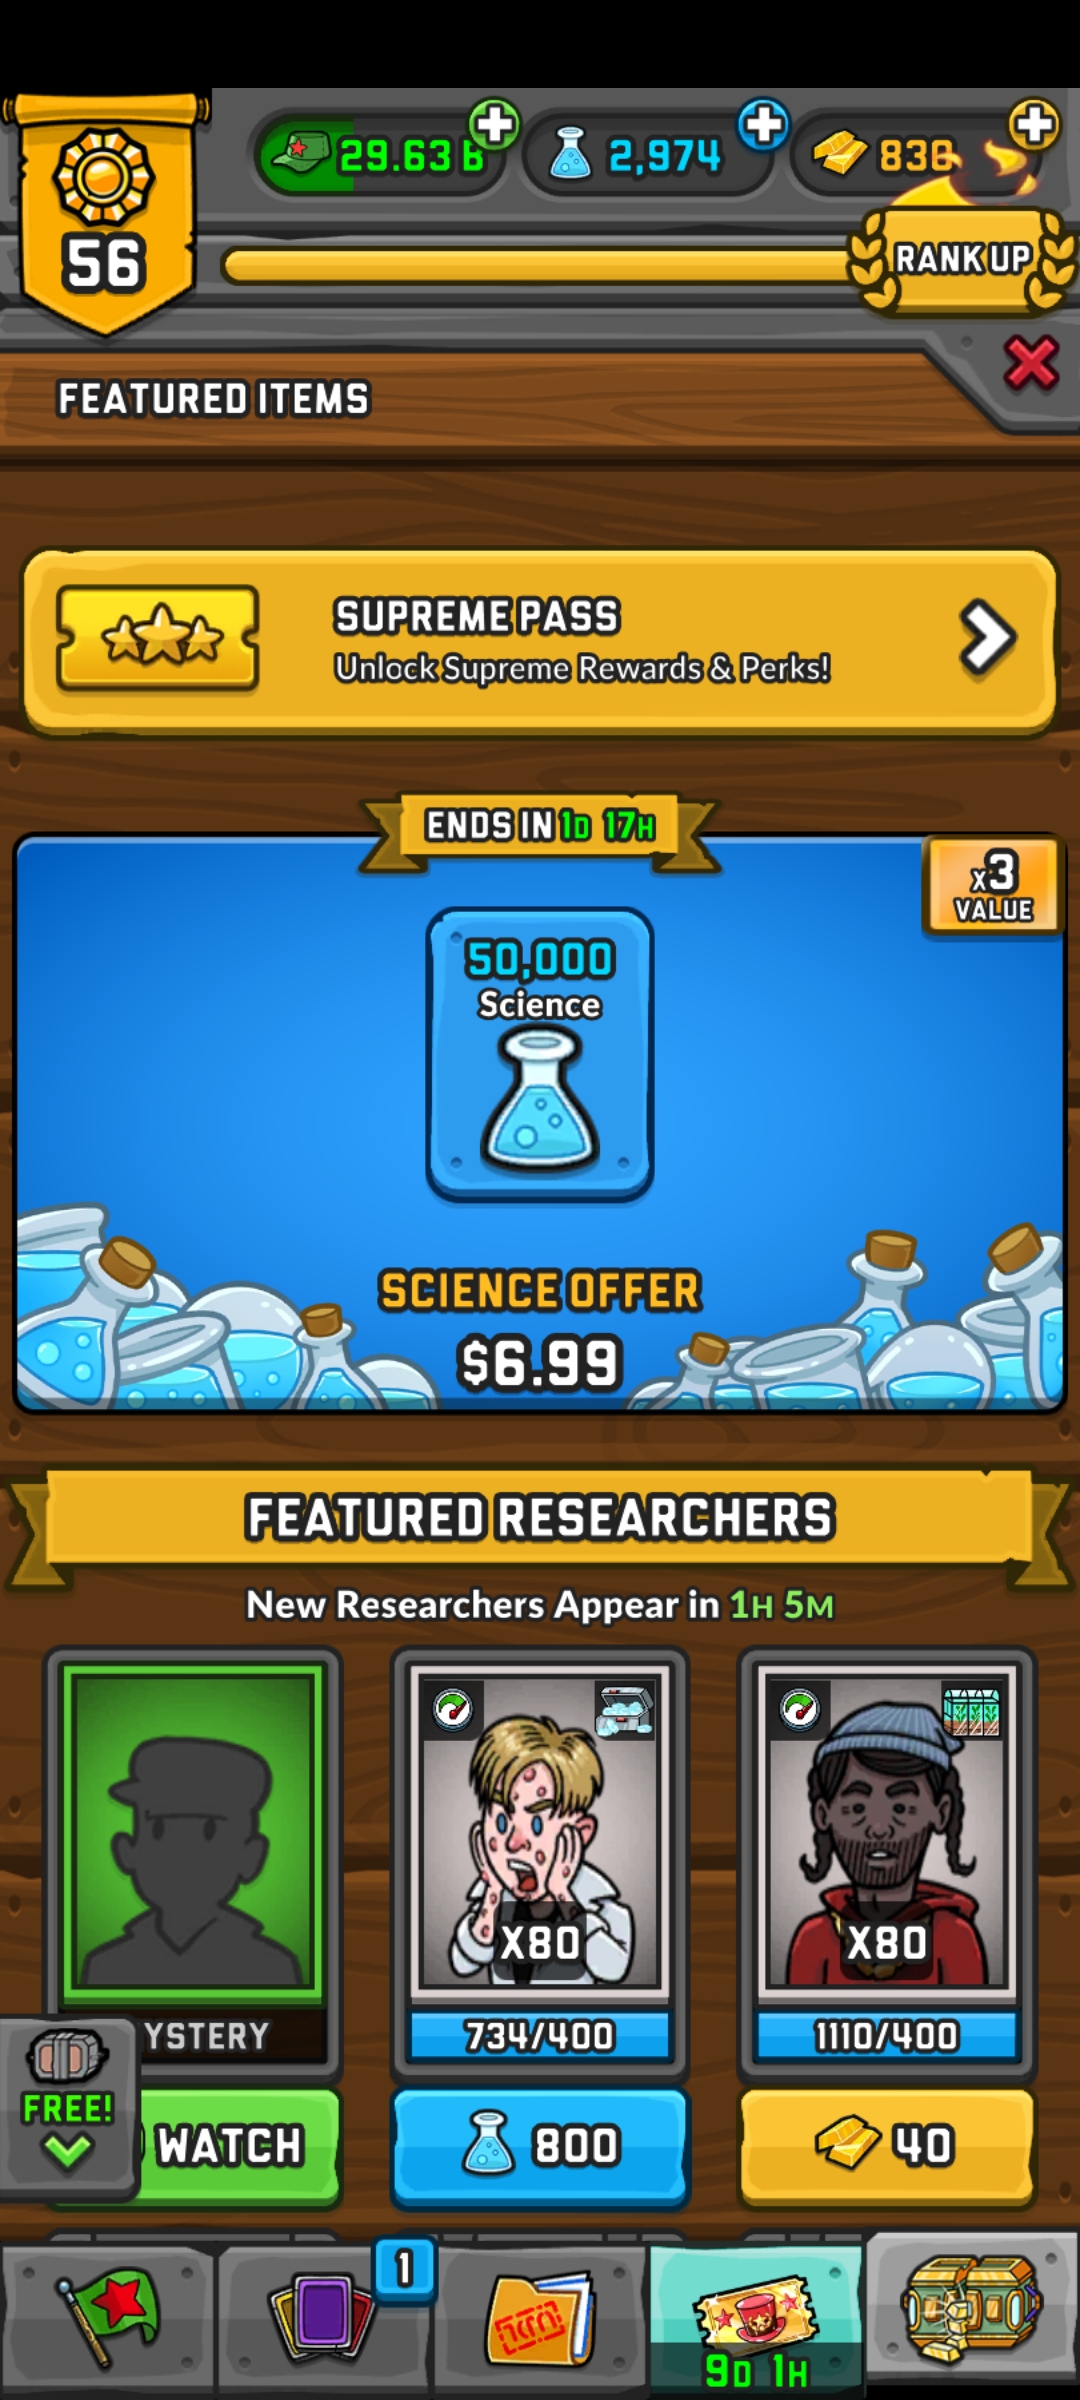 29.63 B
2,974
838
56
RANK UP
FEATURED ITEMS
SUPREME PASS
Unlock Supreme Rewards & Perks!
ENDS IN 1D 17H
X3
VALUE
50,000
Science
SCIENCE OFFER
$6.99
FEATURED RESEARCHERS
New Researchers Appear in 1H 5M
X80
X80
YSTERY
734/400
1110/400
FREE!
WATCH
800
40
1
9D 1H